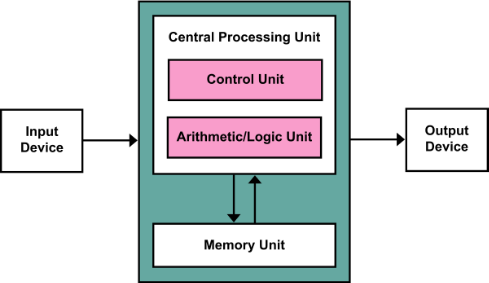 Central Processing Unit
Control Unit
Arithmetic/Logic Unit
Input
Device
Output
Device
Memory Unit